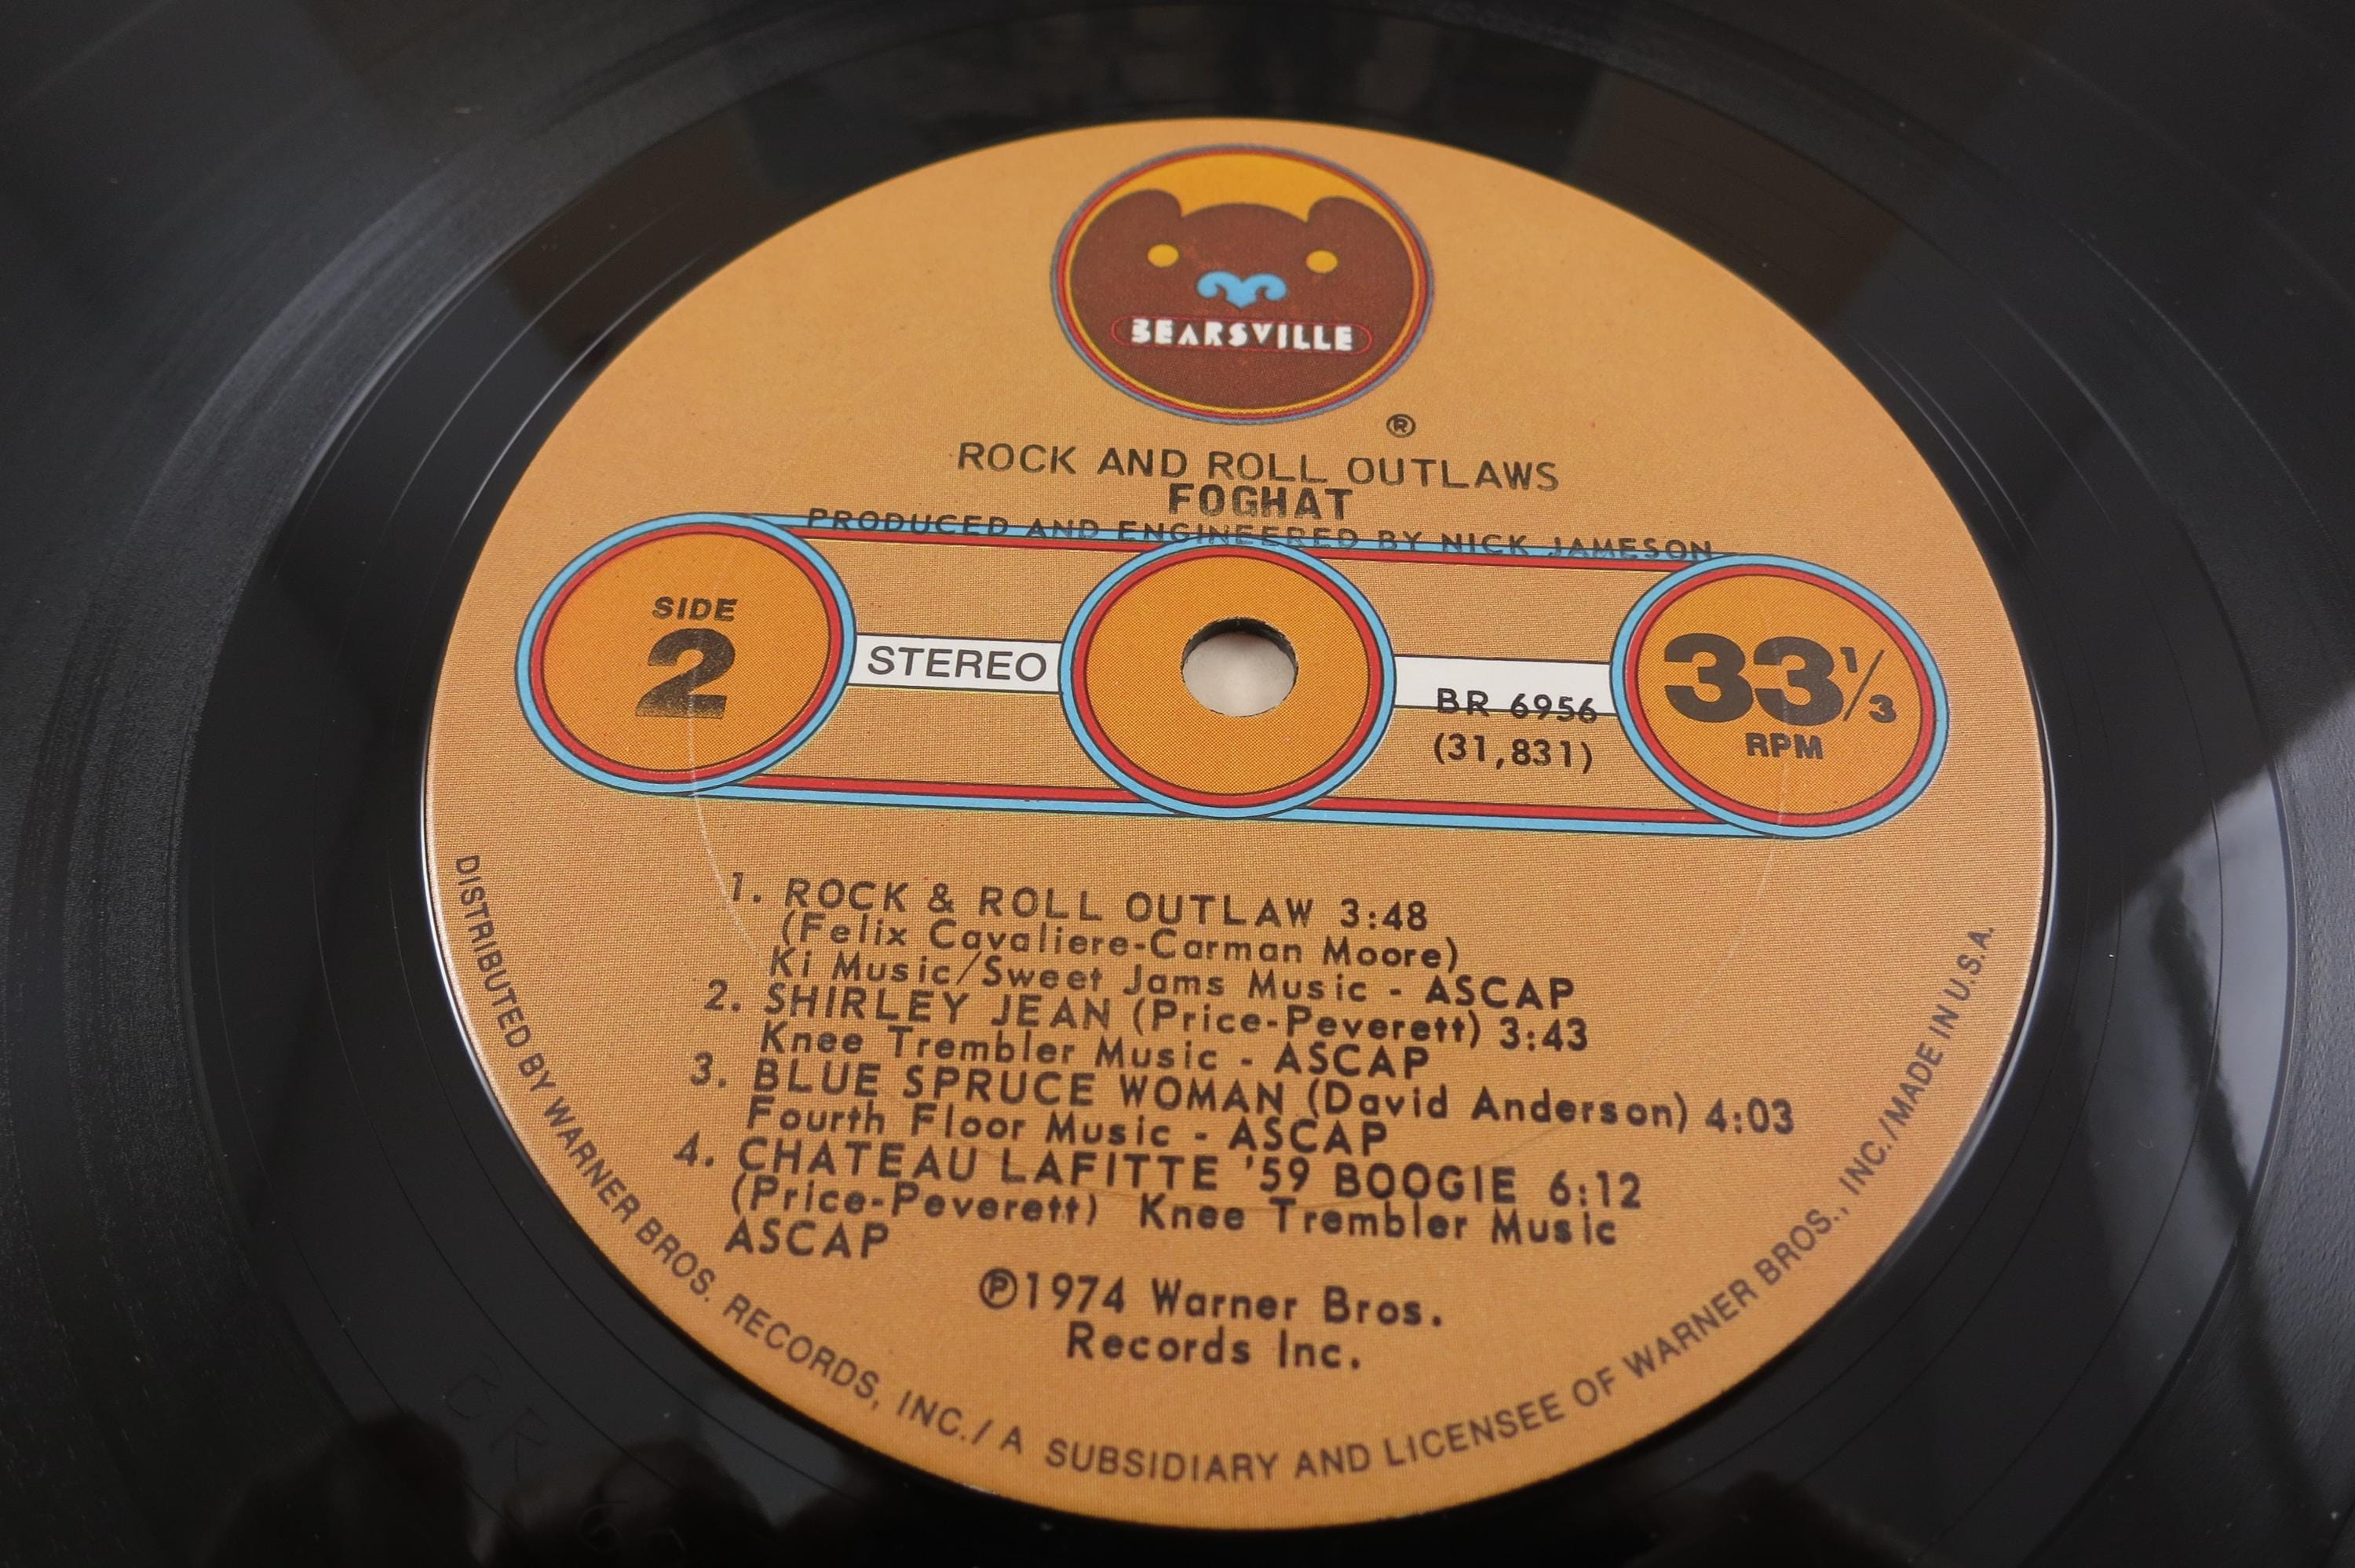 BEARSVILLE
®
ROCK AND ROLL OUTLAWS
FOGHAT
PRODUCED AND ENGINEERED BY NICK JAMESON
SIDE
2
STEREO
BR 6956
(31,831)
33 1/3
RPM
1. ROCK & ROLL OUTLAW 3:48
(Felix Cavaliere-Carman Moore)
Ki Music/Sweet Jams Music - ASCAP
2. SHIRLEY JEAN (Price-Peverett) 3:43
Knee Trembler Music - ASCAP
3. BLUE SPRUCE WOMAN (David Anderson) 4:03
Fourth Floor Music - ASCAP
4. CHATEAU LAFITTE '59 BOOGIE 6:12
(Price-Peverett) Knee Trembler Music
ASCAP
℗1974 Warner Bros.
Records Inc.
DISTRIBUTED BY WARNER BROS. RECORDS, INC./ A SUBSIDIARY AND LICENSEE OF WARNER BROS., INC./MADE IN U.S.A.